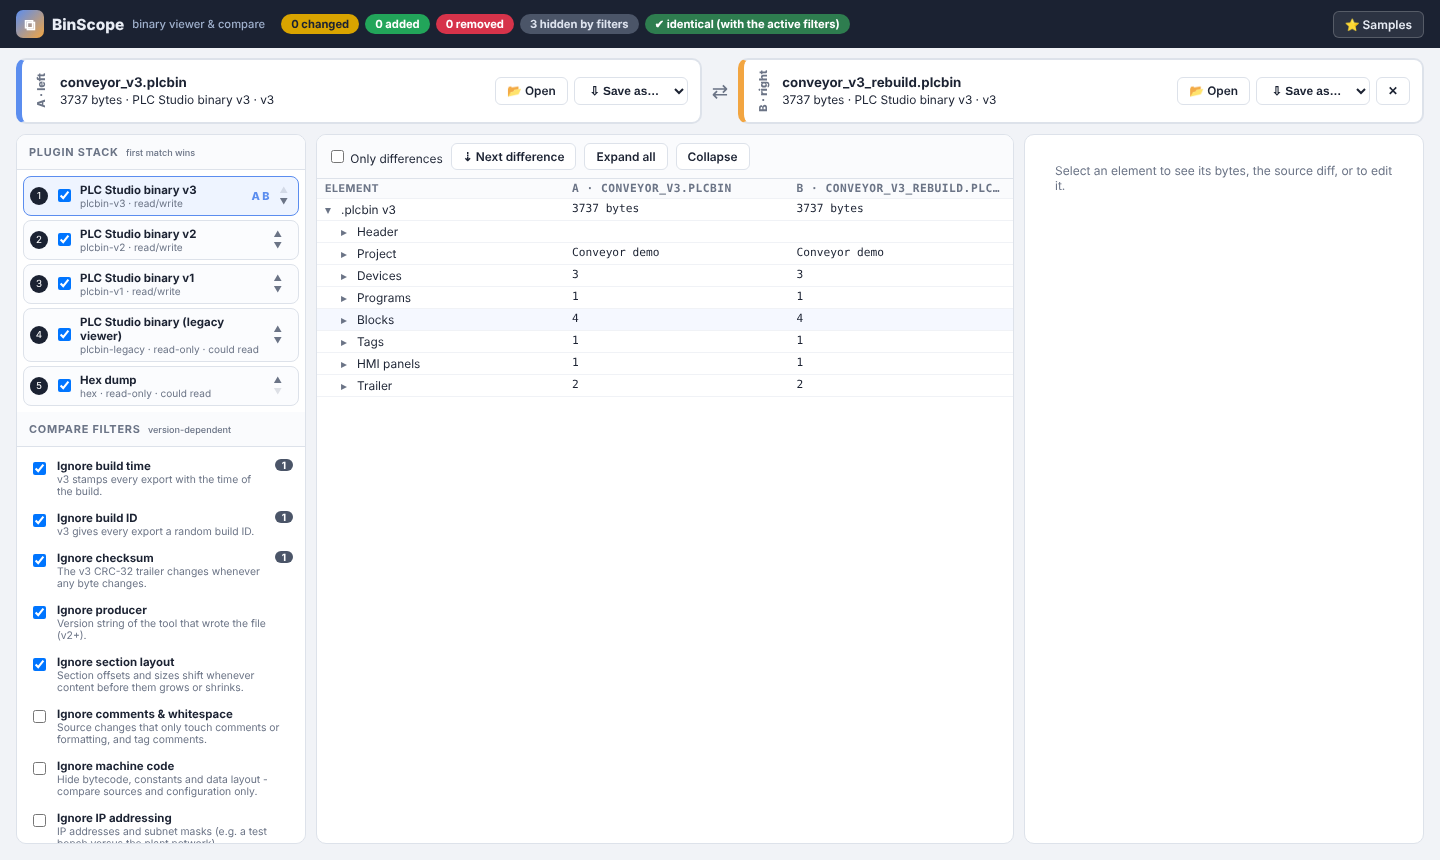 BinScope binary viewer & compare 0 changed 0 added 0 removed 3 hidden by filters ✔ identical (with the active filters) ⭐ Samples
A · left
conveyor_v3.plcbin
3737 bytes · PLC Studio binary v3 · v3
📂 Open
⇩ Save as...
⇄
B · right
conveyor_v3_rebuild.plcbin
3737 bytes · PLC Studio binary v3 · v3
📂 Open
⇩ Save as...
✕
PLUGIN STACK first match wins
1 PLC Studio binary v3 A B
plcbin-v3 · read/write
2 PLC Studio binary v2
plcbin-v2 · read/write
3 PLC Studio binary v1
plcbin-v1 · read/write
4 PLC Studio binary (legacy
viewer)
plcbin-legacy · read-only · could read
5 Hex dump
hex · read-only · could read
COMPARE FILTERS version-dependent
Ignore build time 1
v3 stamps every export with the time of
the build.
Ignore build ID 1
v3 gives every export a random build ID.
Ignore checksum 1
The v3 CRC-32 trailer changes whenever
any byte changes.
Ignore producer
Version string of the tool that wrote the file
(v2+).
Ignore section layout
Section offsets and sizes shift whenever
content before them grows or shrinks.
Ignore comments & whitespace
Source changes that only touch comments or
formatting, and tag comments.
Ignore machine code
Hide bytecode, constants and data layout -
compare sources and configuration only.
Ignore IP addressing
IP addresses and subnet masks (e.g. a test
bench versus the plant network).
Only differences ↓ Next difference Expand all Collapse
ELEMENT A · CONVEYOR_V3.PLCBIN B · CONVEYOR_V3_REBUILD.PLC…
▾ .plcbin v3 3737 bytes 3737 bytes
▸ Header
▸ Project Conveyor demo Conveyor demo
▸ Devices 3 3
▸ Programs 1 1
▸ Blocks 4 4
▸ Tags 1 1
▸ HMI panels 1 1
▸ Trailer 2 2
Select an element to see its bytes, the source diff, or to edit
it.